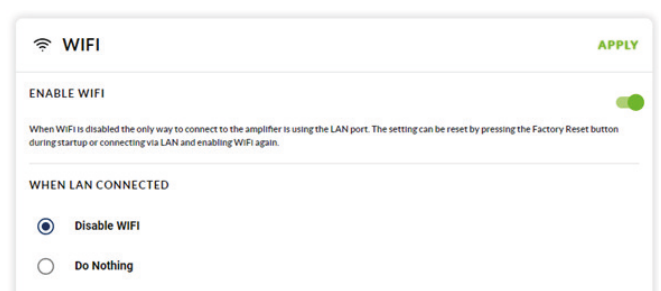 WIFI
APPLY
ENABLE WIFI
When WiFi is disabled the only way to connect to the amplifier is using the LAN port. The setting can be reset by pressing the Factory Reset button
during startup or connecting via LAN and enabling WiFi again.
WHEN LAN CONNECTED
Disable WIFI
Do Nothing